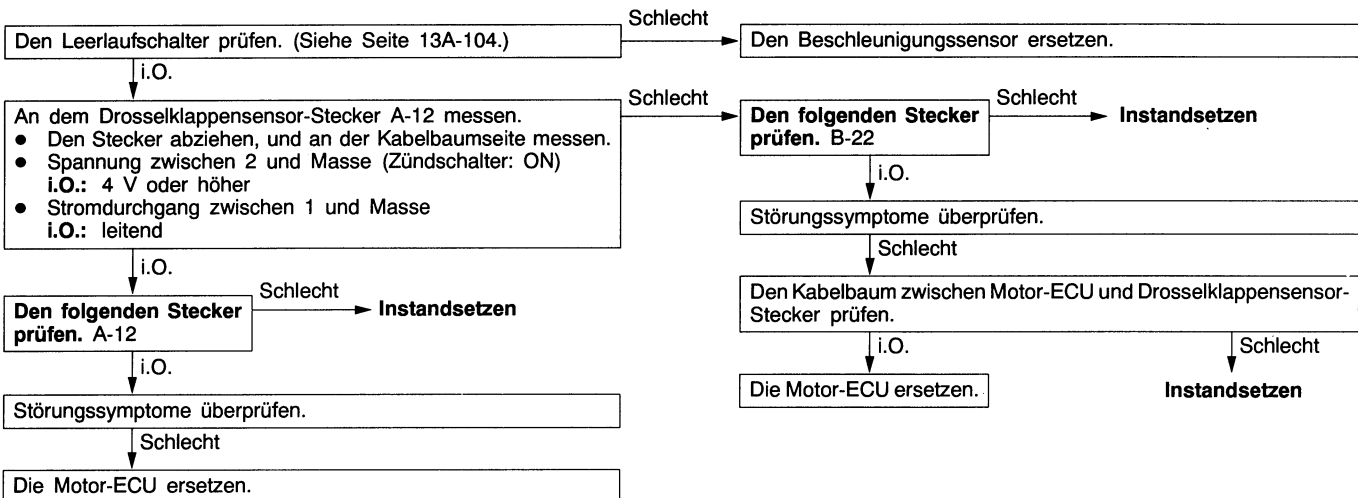 Den Leerlaufschalter prüfen. (Siehe Seite 13A-104.)
Schlecht
Den Beschleunigungssensor ersetzen.
i.O.
An dem Drosselklappensensor-Stecker A-12 messen.
● Den Stecker abziehen, und an der Kabelbaumseite messen.
● Spannung zwischen 2 und Masse (Zündschalter: ON)
i.O.: 4 V oder höher
● Stromdurchgang zwischen 1 und Masse
i.O.: leitend
Schlecht
Den folgenden Stecker
prüfen. B-22
Schlecht
Instandsetzen
i.O.
Störungssymptome überprüfen.
Schlecht
Den Kabelbaum zwischen Motor-ECU und Drosselklappensensor-
Stecker prüfen.
i.O.
Die Motor-ECU ersetzen.
Schlecht
Instandsetzen
i.O.
Den folgenden Stecker
prüfen. A-12
Schlecht
Instandsetzen
i.O.
Störungssymptome überprüfen.
Schlecht
Die Motor-ECU ersetzen.